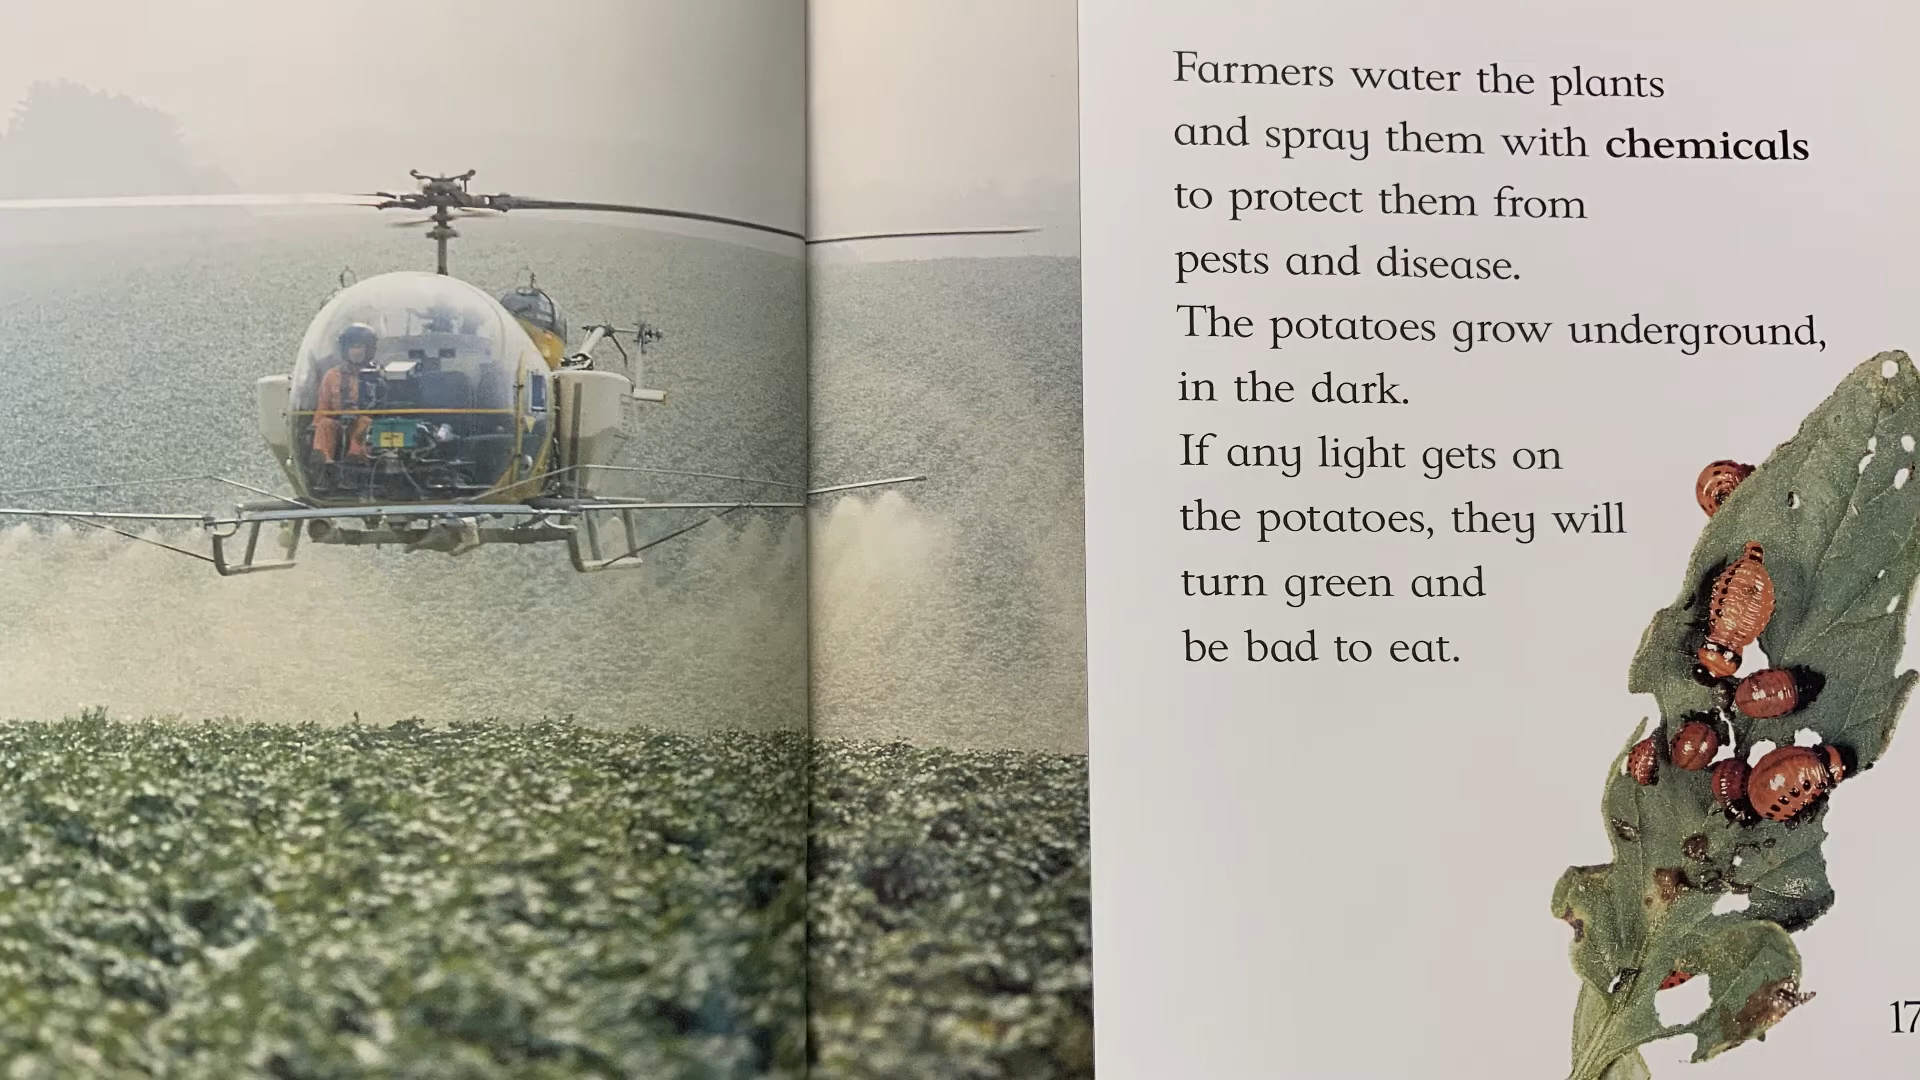 Farmers water the plants
and spray them with chemicals
to protect them from
pests and disease.
The potatoes grow underground,
in the dark.
If any light gets on
the potatoes, they will
turn green and
be bad to eat.
17